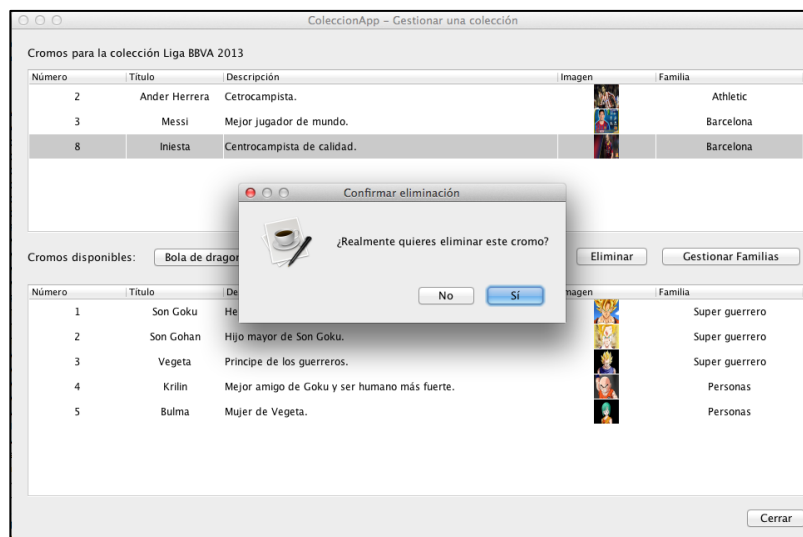 ColeccionApp – Gestionar una colección
Cromos para la colección Liga BBVA 2013
Número Título Descripción Imagen Familia
2 Ander Herrera Cetrocampista. Athletic
3 Messi Mejor jugador de mundo. Barcelona
8 Iniesta Centrocampista de calidad. Barcelona
Confirmar eliminación
¿Realmente quieres eliminar este cromo?
No Sí
Cromos disponibles: Bola de dragon Eliminar Gestionar Familias
Número Título De magen Familia
1 Son Goku He Super guerrero
2 Son Gohan Hijo mayor de Son Goku. Super guerrero
3 Vegeta Principe de los guerreros. Super guerrero
4 Krilin Mejor amigo de Goku y ser humano más fuerte. Personas
5 Bulma Mujer de Vegeta. Personas
Cerrar